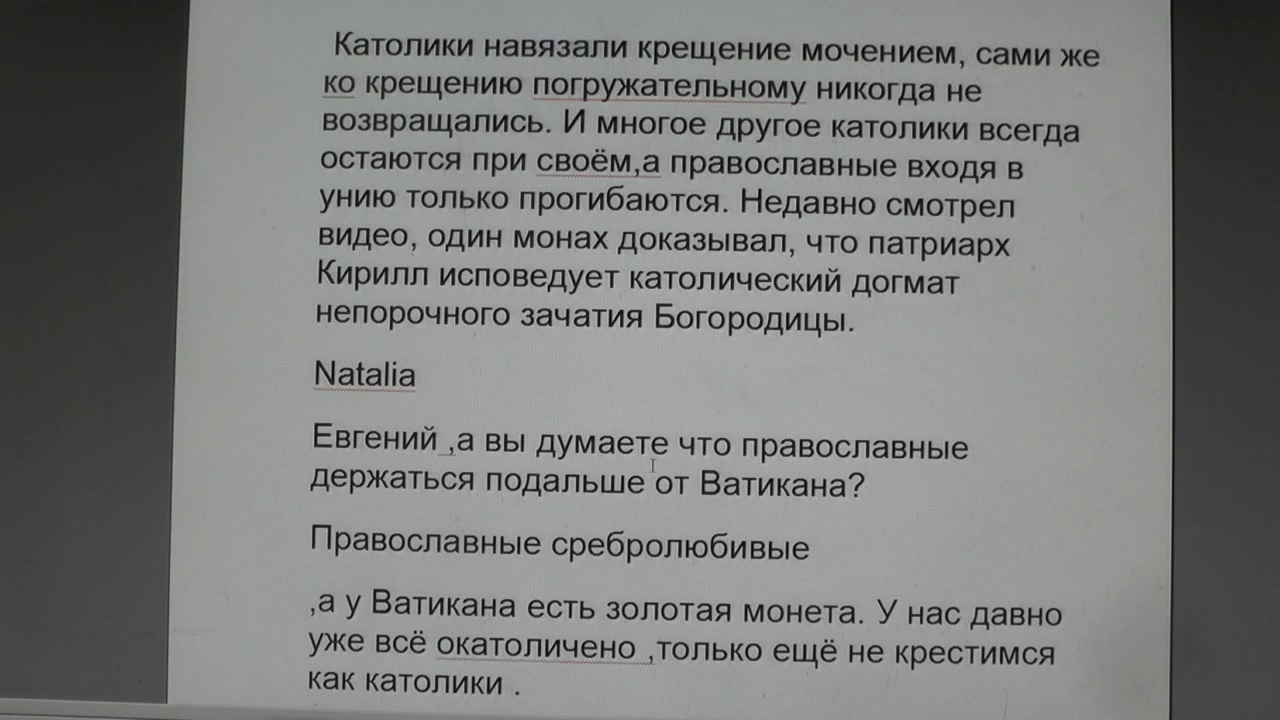 Католики навязали крещение мочением, сами же
ко крещению погружательному никогда не
возвращались. И многое другое католики всегда
остаются при своём,а православные входя в
унию только прогибаются. Недавно смотрел
видео, один монах доказывал, что патриарх
Кирилл исповедует католический догмат
непорочного зачатия Богородицы.
Natalia
Евгений ,а вы думаете что православные
держаться подальше от Ватикана?
Православные сребролюбивые
,а у Ватикана есть золотая монета. У нас давно
уже всё окатоличено ,только ещё не крестимся
как католики .